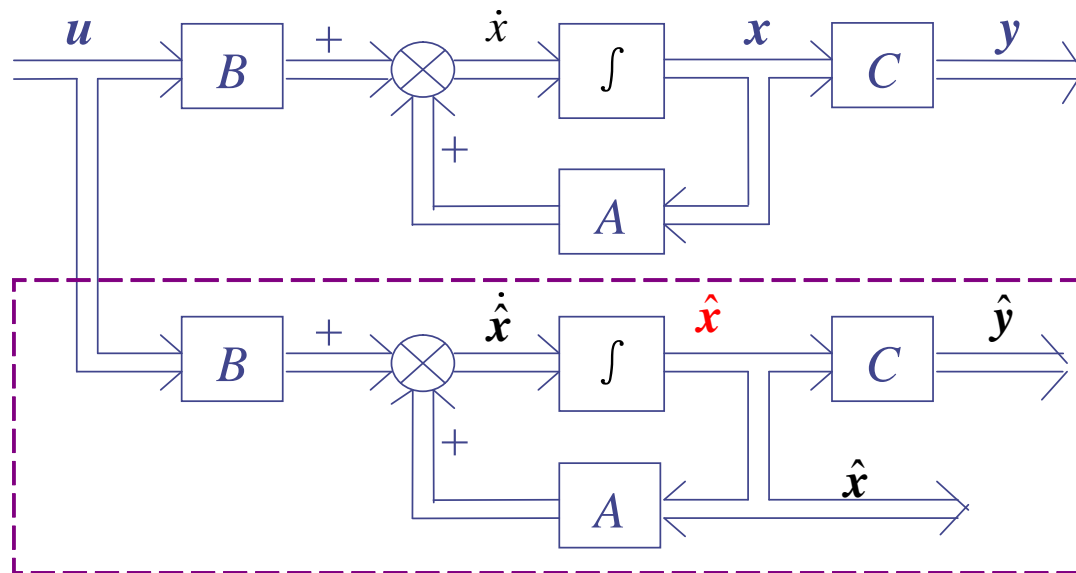 u B + ẋ ∫ x C y
+ A
B + x̂̇ ∫ x̂ C ŷ
+ A x̂